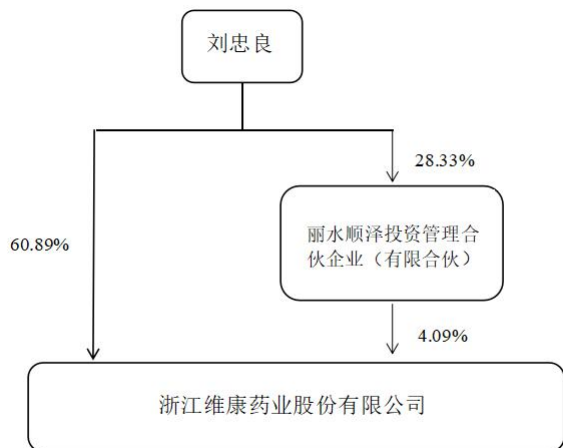 刘忠良
28.33%
丽水顺泽投资管理合
伙企业（有限合伙）
60.89%
4.09%
浙江维康药业股份有限公司